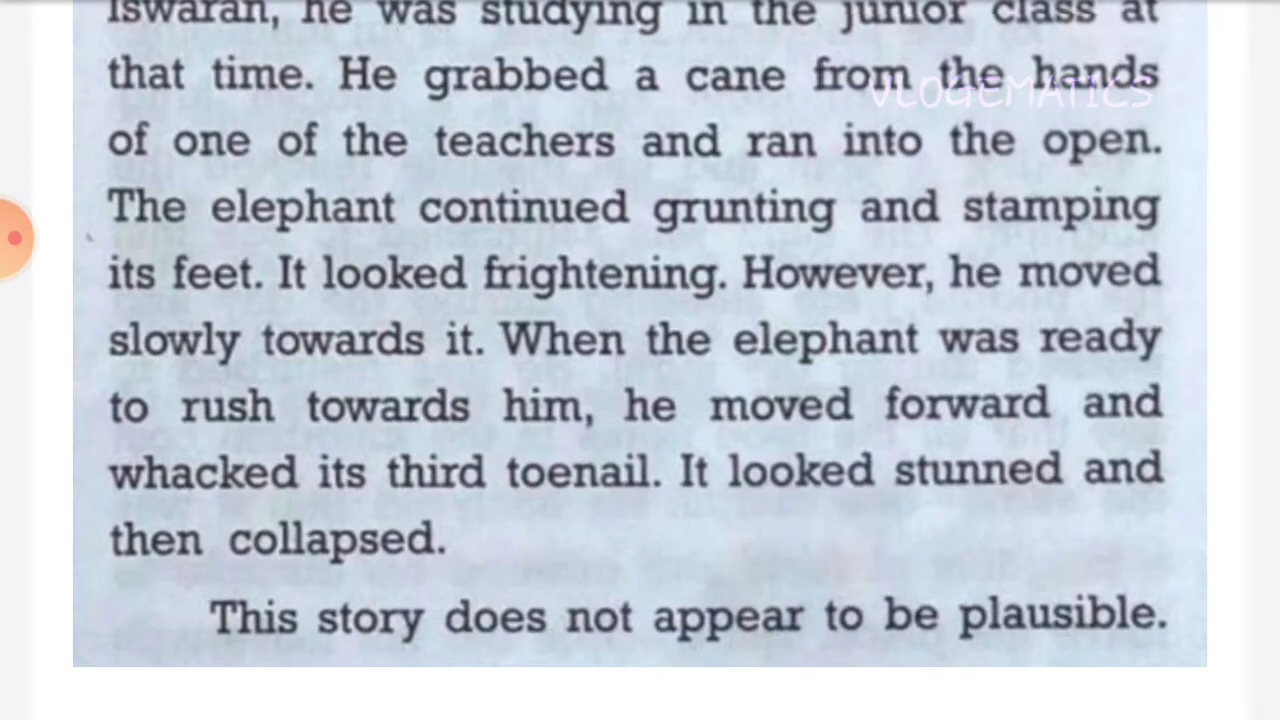 Iswaran, he was studying in the junior class at
that time. He grabbed a cane from the hands
VLOGEMATICS
of one of the teachers and ran into the open.
The elephant continued grunting and stamping
its feet. It looked frightening. However, he moved
slowly towards it. When the elephant was ready
to rush towards him, he moved forward and
whacked its third toenail. It looked stunned and
then collapsed.
This story does not appear to be plausible.